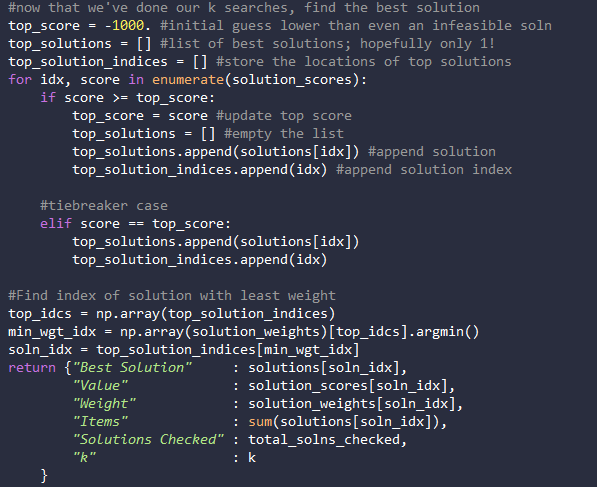 #now that we've done our k searches, find the best solution
top_score = -1000. #initial guess lower than even an infeasible soln
top_solutions = [] #list of best solutions; hopefully only 1!
top_solution_indices = [] #store the locations of top solutions
for idx, score in enumerate(solution_scores):
    if score >= top_score:
        top_score = score #update top score
        top_solutions = [] #empty the list
        top_solutions.append(solutions[idx]) #append solution
        top_solution_indices.append(idx) #append solution index

    #tiebreaker case
    elif score == top_score:
        top_solutions.append(solutions[idx])
        top_solution_indices.append(idx)

#Find index of solution with least weight
top_idcs = np.array(top_solution_indices)
min_wgt_idx = np.array(solution_weights)[top_idcs].argmin()
soln_idx = top_solution_indices[min_wgt_idx]
return {"Best Solution"     : solutions[soln_idx],
        "Value"             : solution_scores[soln_idx],
        "Weight"            : solution_weights[soln_idx],
        "Items"             : sum(solutions[soln_idx]),
        "Solutions Checked" : total_solns_checked,
        "k"                 : k
    }